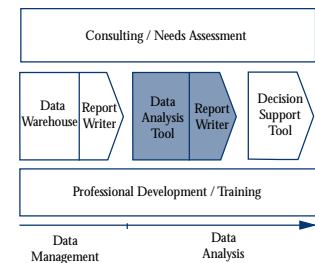 Consulting / Needs Assessment
Data
Warehouse
Report
Writer
Data
Analysis
Tool
Report
Writer
Decision
Support
Tool
Professional Development / Training
Data
Management
Data
Analysis